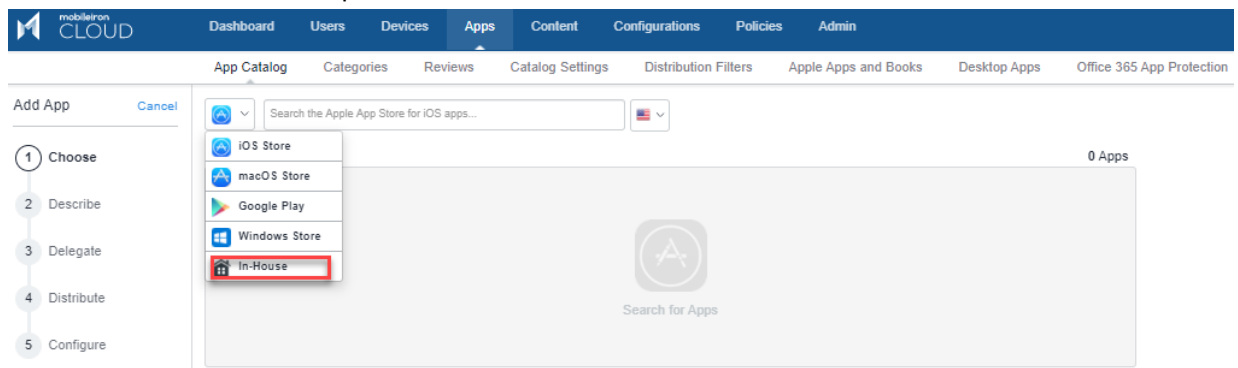 mobileiron
CLOUD
Dashboard Users Devices Apps Content Configurations Policies Admin
App Catalog Categories Reviews Catalog Settings Distribution Filters Apple Apps and Books Desktop Apps Office 365 App Protection
Add App Cancel
Search the Apple App Store for iOS apps...
1 Choose
2 Describe
3 Delegate
4 Distribute
5 Configure
iOS Store
macOS Store
Google Play
Windows Store
In-House
0 Apps
Search for Apps